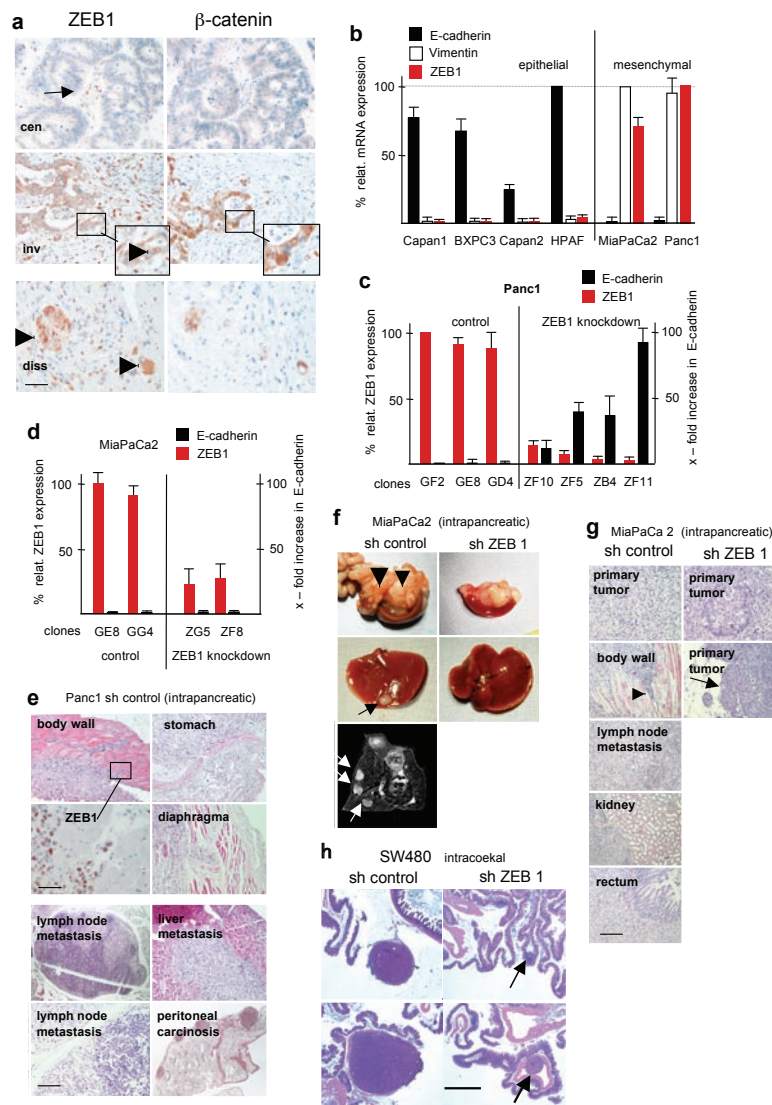 a
ZEB1 β-catenin
cen
inv
diss
b
E-cadherin
Vimentin
ZEB1
epithelial mesenchymal
% relat. mRNA expression
100
50
Capan1 BXPC3 Capan2 HPAF MiaPaCa2 Panc1
c
Panc1
E-cadherin
ZEB1
control ZEB1 knockdown
% relat. ZEB1 expression
100
50
100
50
x – fold increase in E-cadherin
clones GF2 GE8 GD4 ZF10 ZF5 ZB4 ZF11
d
MiaPaCa2
E-cadherin
ZEB1
% relat. ZEB1 expression
100
50
100
50
x – fold increase in E-cadherin
clones GE8 GG4 ZG5 ZF8
control ZEB1 knockdown
e
Panc1 sh control (intrapancreatic)
body wall stomach
ZEB1 diaphragma
lymph node metastasis
liver metastasis
lymph node metastasis
peritoneal carcinosis
f
MiaPaCa2 (intrapancreatic)
sh control sh ZEB 1
g
MiaPaCa 2 (intrapancreatic)
sh control sh ZEB 1
primary tumor
primary tumor
body wall
primary tumor
lymph node metastasis
kidney
rectum
h
SW480 intracoekal
sh control sh ZEB 1